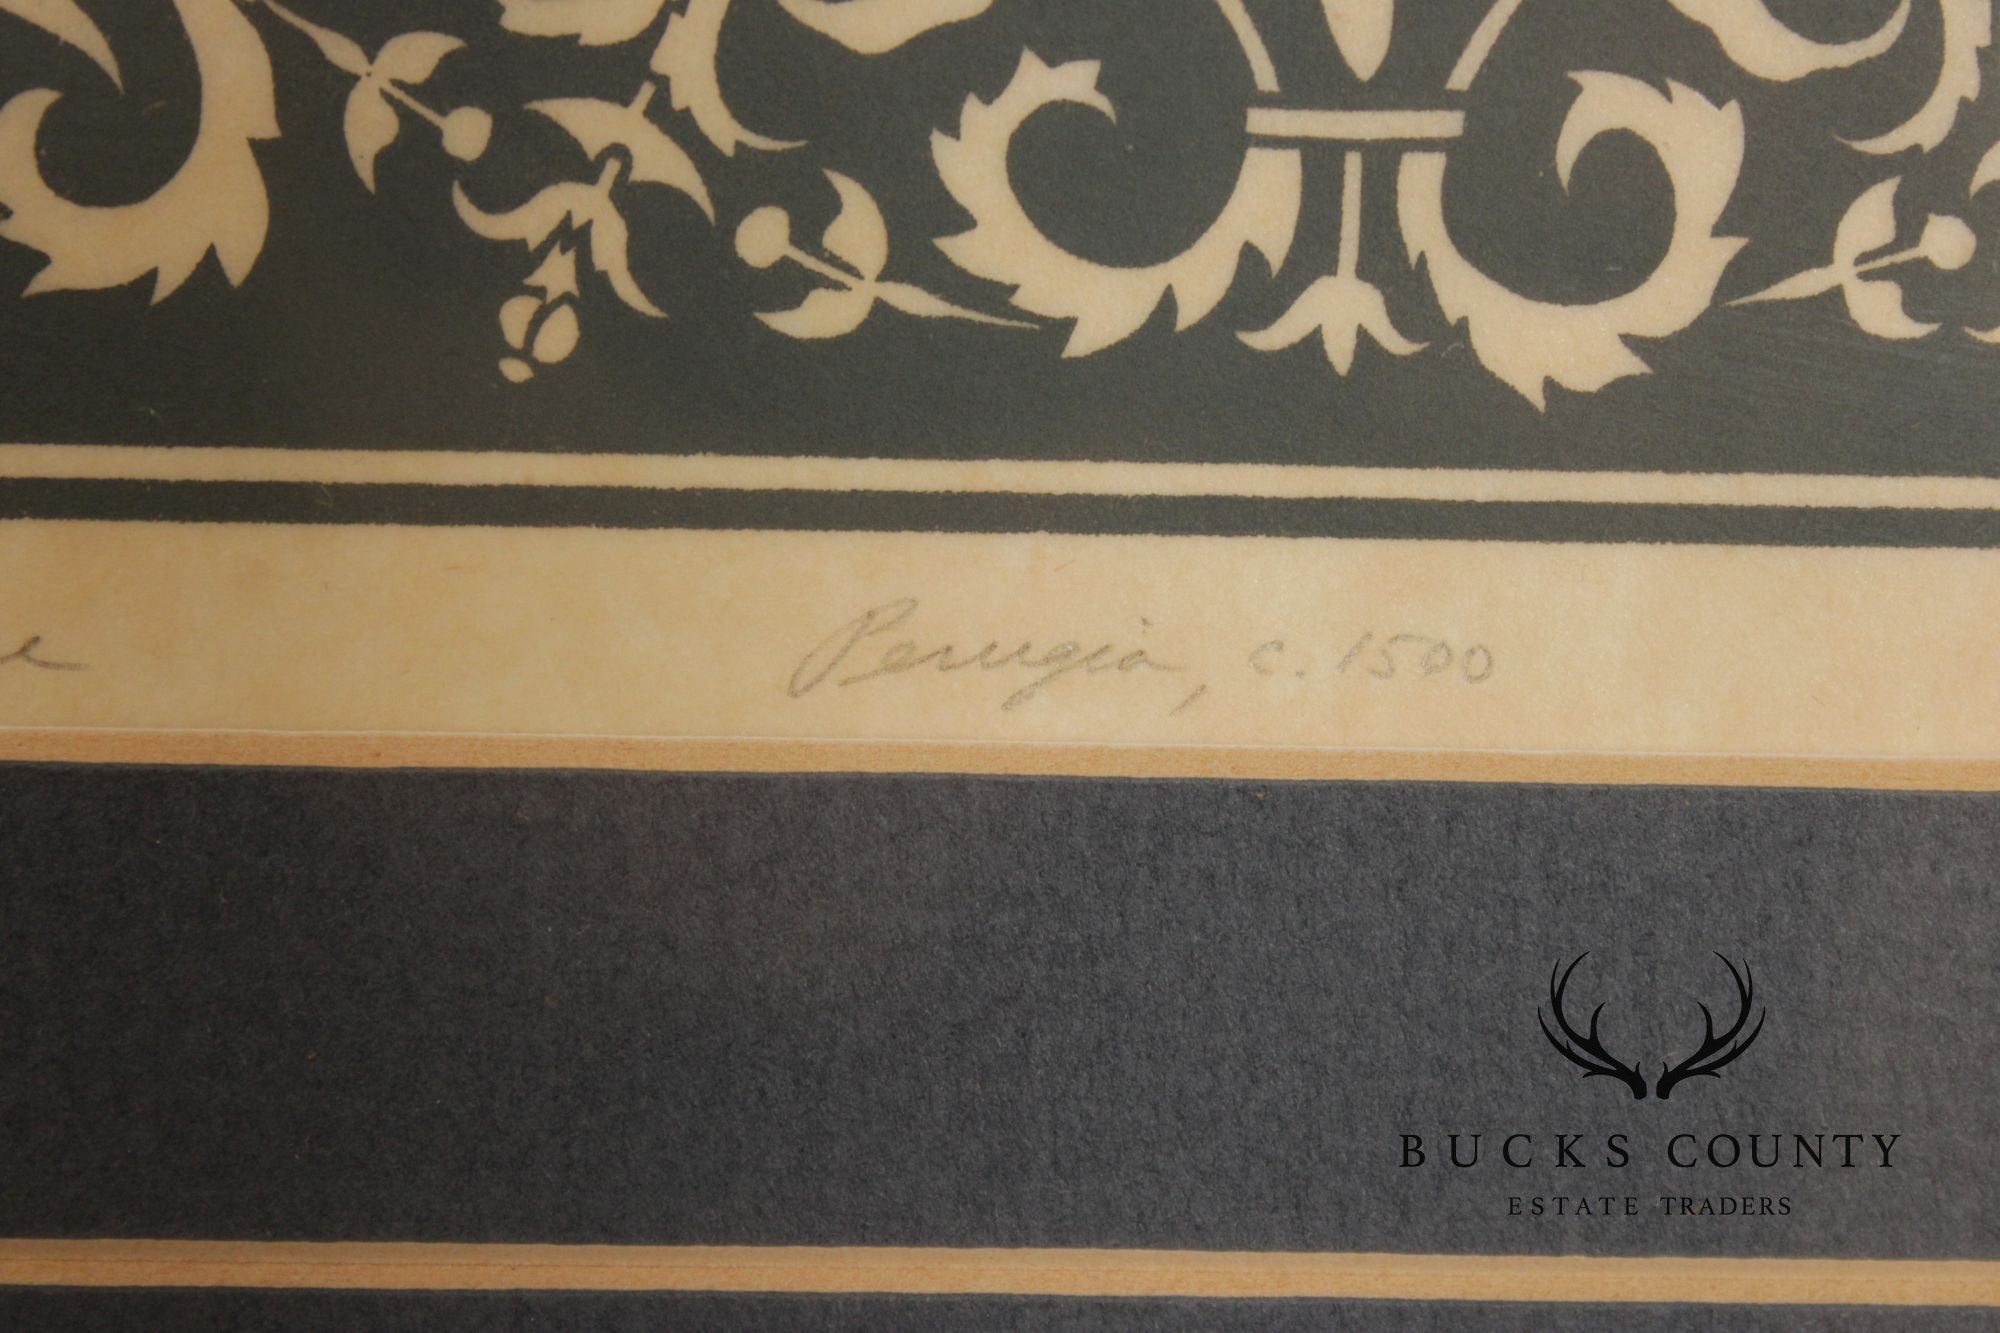 Perugia, c. 1500
BUCKS COUNTY
ESTATE TRADERS